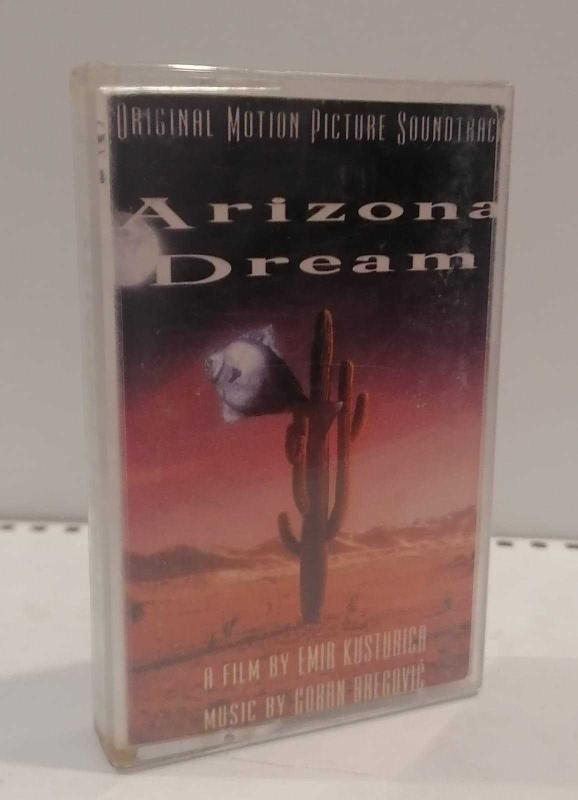 ORIGINAL MOTION PICTURE SOUNDTRAC
Arizona
Dream
A FILM BY EMIR KUSTURICA
MUSIC BY GORAN BREGOVIĆ